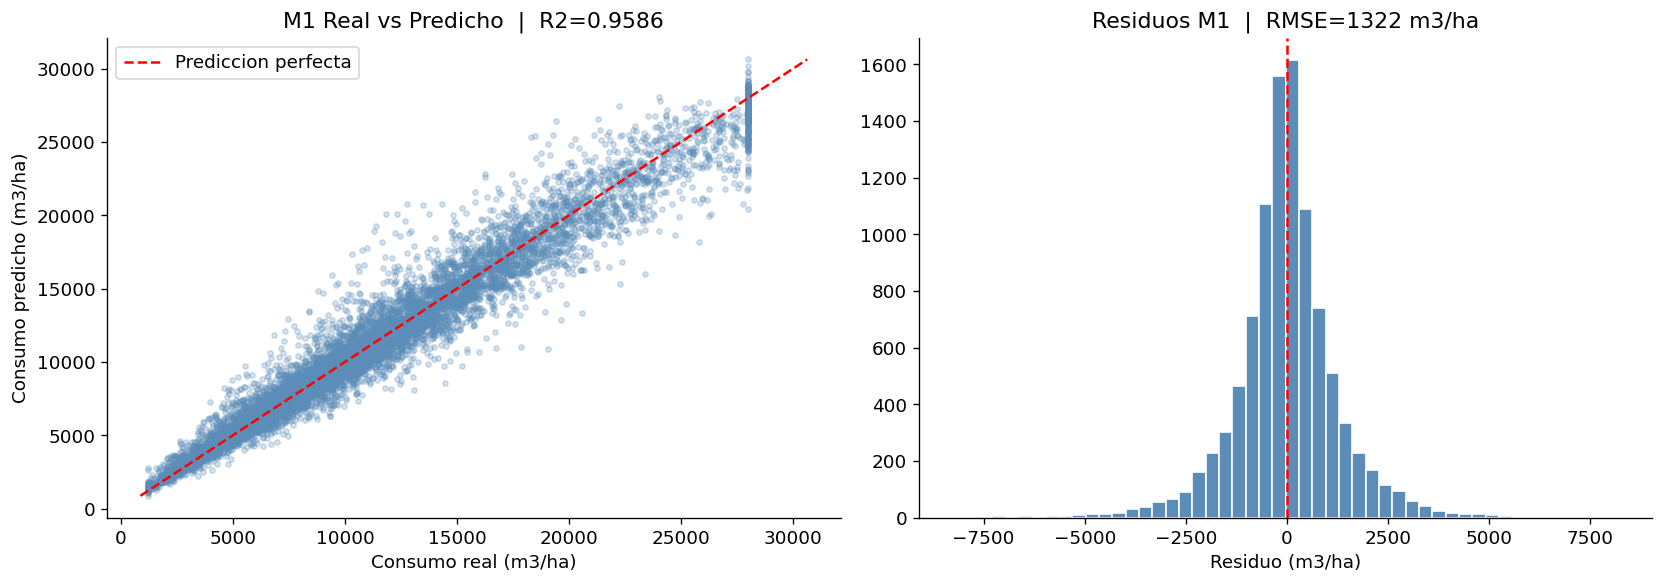 M1 Real vs Predicho | R2=0.9586
Prediccion perfecta
30000
25000
20000
15000
10000
5000
0
Consumo predicho (m3/ha)
0 5000 10000 15000 20000 25000 30000
Consumo real (m3/ha)
Residuos M1 | RMSE=1322 m3/ha
1600
1400
1200
1000
800
600
400
200
0
−7500 −5000 −2500 0 2500 5000 7500
Residuo (m3/ha)